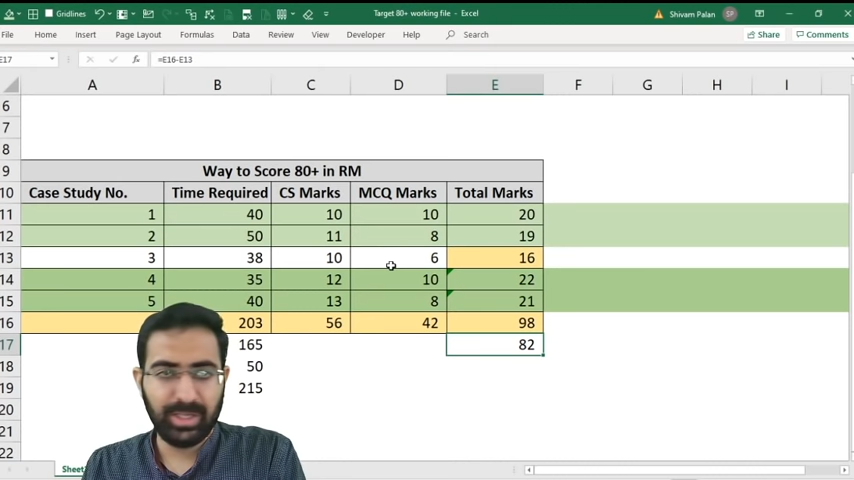 Gridlines
Target 80+ working file - Excel
Shivam Palan SP
File Home Insert Draw Page Layout Formulas Data Review View Developer Help Search Share Comments
E17 =E16-E13
A B C D E F G H I
6
7
8
9 Way to Score 80+ in RM
10 Case Study No. Time Required CS Marks MCQ Marks Total Marks
11 1 40 10 10 20
12 2 50 11 8 19
13 3 38 10 6 16
14 4 35 12 10 22
15 5 40 13 8 21
16 203 56 42 98
17 165 82
18 50
19 215
20
21
22
Sheet